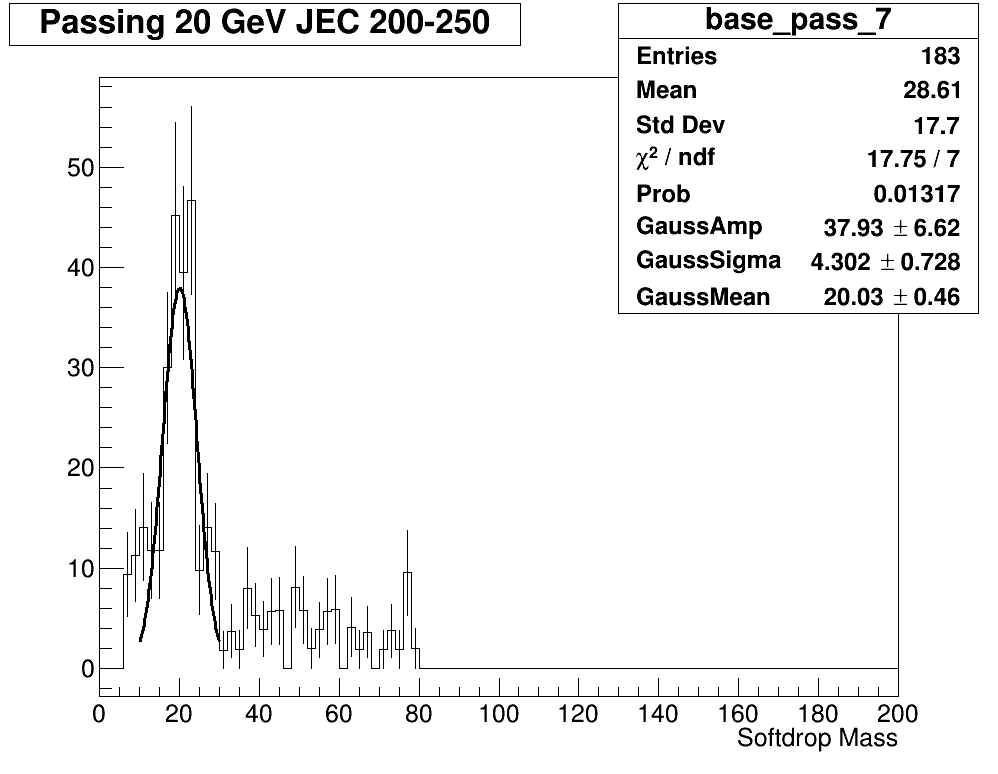 Passing 20 GeV JEC 200-250
base_pass_7
Entries 183
Mean 28.61
Std Dev 17.7
χ² / ndf 17.75 / 7
Prob 0.01317
GaussAmp 37.93 ± 6.62
GaussSigma 4.302 ± 0.728
GaussMean 20.03 ± 0.46
50
40
30
20
10
0
0 20 40 60 80 100 120 140 160 180 200
Softdrop Mass